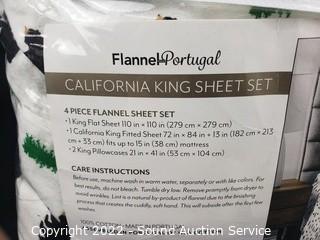 Flannel Portugal
CALIFORNIA KING SHEET SET
4 PIECE FLANNEL SHEET SET
•1 King Flat Sheet 110 in x 110 in (279 cm x 279 cm)
•1 California King Fitted Sheet 72 in x 84 in + 13 in (182 cm x 213
cm + 33 cm) fits up to 15 in (38 cm) mattress
•2 King Pillowcases 21 in x 41 in (53 cm x 104 cm)
CARE INSTRUCTIONS
Before use, machine wash in warm water, separately or with like colors. For
best results, do not bleach. Tumble dry low. Remove promptly from dryer to
avoid wrinkles. Lint is a natural by-product of flannel due to the brushing
process that creates the cuddly, soft hand. This will subside after the first few
washes.
100% COTTON MADE IN PORTUGAL
Copyright 2022 - Sound Auction Service